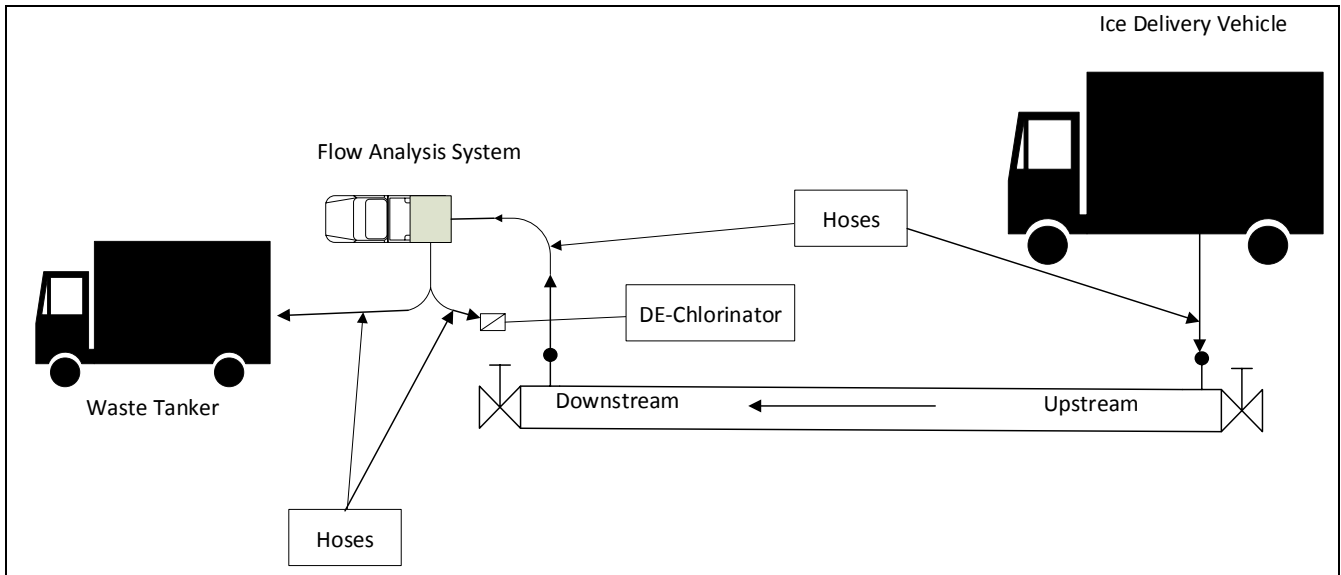 Ice Delivery Vehicle
Flow Analysis System
Hoses
DE-Chlorinator
Waste Tanker
Downstream
Upstream
Hoses